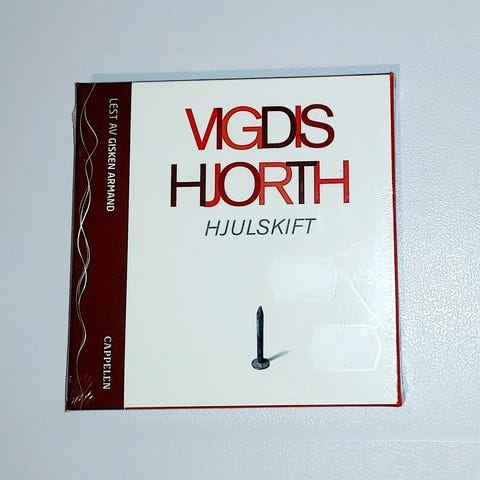 VIGDIS
HJORTH
HJULSKIFT
LEST AV GISKEN ARMAND
CAPPELEN